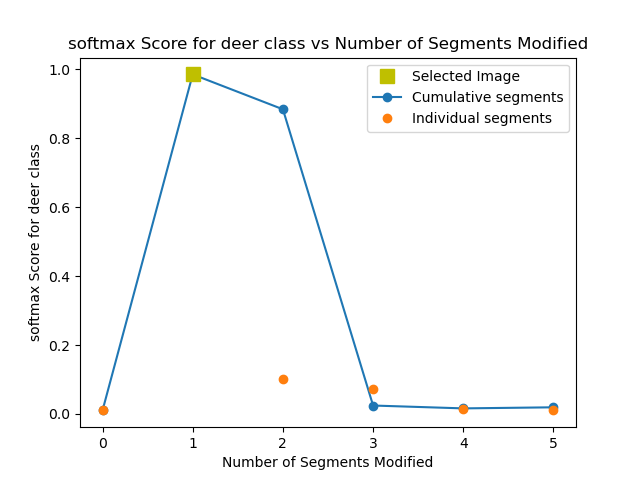 softmax Score for deer class vs Number of Segments Modified
Selected Image
Cumulative segments
Individual segments
softmax Score for deer class
1.0
0.8
0.6
0.4
0.2
0.0
0 1 2 3 4 5
Number of Segments Modified